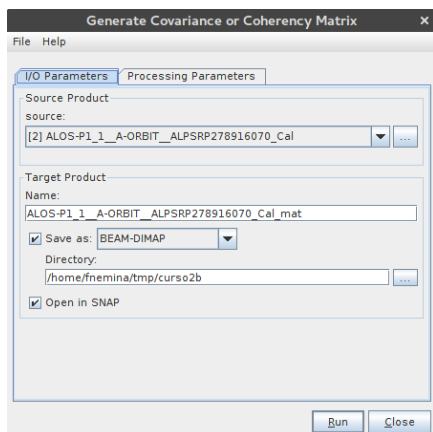 Generate Covariance or Coherency Matrix ×
File Help
I/O Parameters Processing Parameters
Source Product
source:
[2] ALOS-P1_1__A-ORBIT__ALPSRP278916070_Cal ...
Target Product
Name:
ALOS-P1_1__A-ORBIT__ALPSRP278916070_Cal_mat
Save as: BEAM-DIMAP
Directory:
/home/fnemina/tmp/curso2b ...
Open in SNAP
Run Close